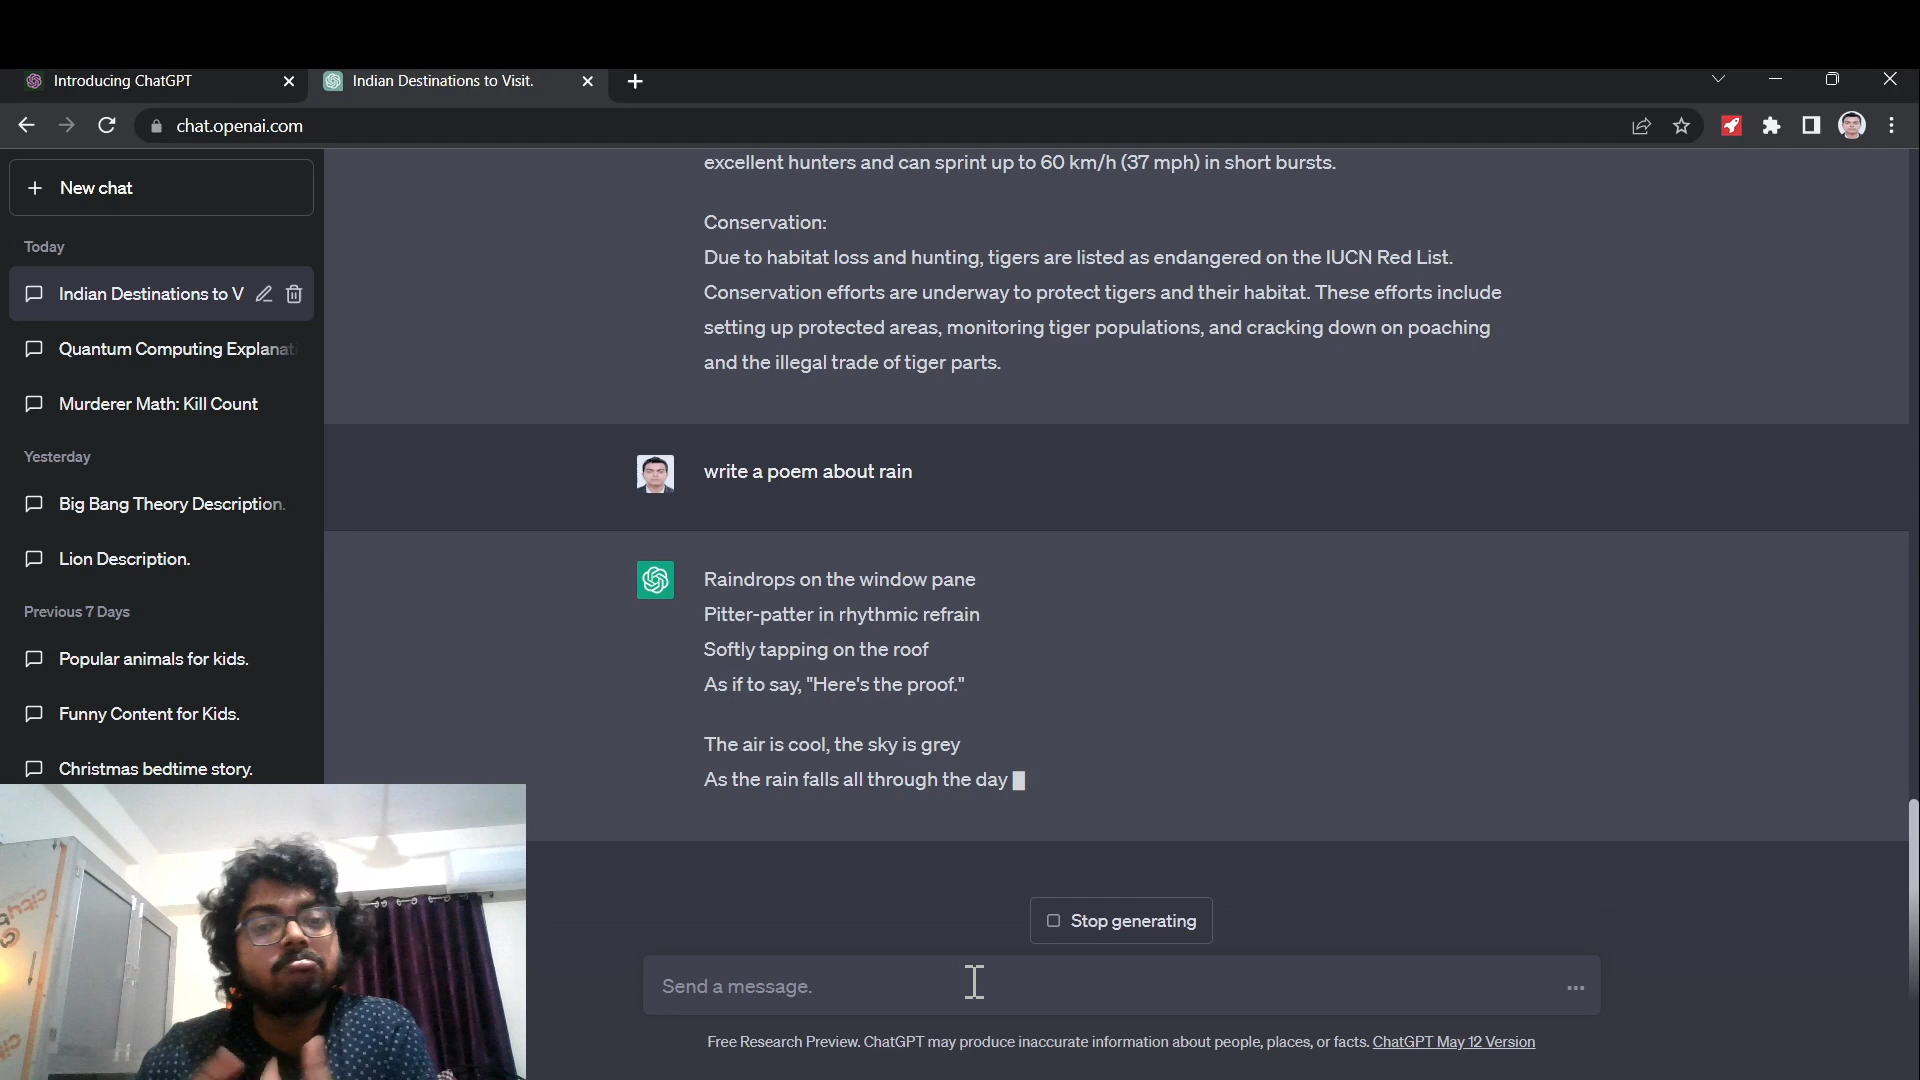 Introducing ChatGPT
Indian Destinations to Visit.
chat.openai.com
New chat
Today
Indian Destinations to V
Quantum Computing Explanati
Murderer Math: Kill Count
Yesterday
Big Bang Theory Description.
Lion Description.
Previous 7 Days
Popular animals for kids.
Funny Content for Kids.
Christmas bedtime story.
excellent hunters and can sprint up to 60 km/h (37 mph) in short bursts.
Conservation:
Due to habitat loss and hunting, tigers are listed as endangered on the IUCN Red List.
Conservation efforts are underway to protect tigers and their habitat. These efforts include
setting up protected areas, monitoring tiger populations, and cracking down on poaching
and the illegal trade of tiger parts.
write a poem about rain
Raindrops on the window pane
Pitter-patter in rhythmic refrain
Softly tapping on the roof
As if to say, "Here's the proof."
The air is cool, the sky is grey
As the rain falls all through the day
Stop generating
Send a message.
Free Research Preview. ChatGPT may produce inaccurate information about people, places, or facts. ChatGPT May 12 Version